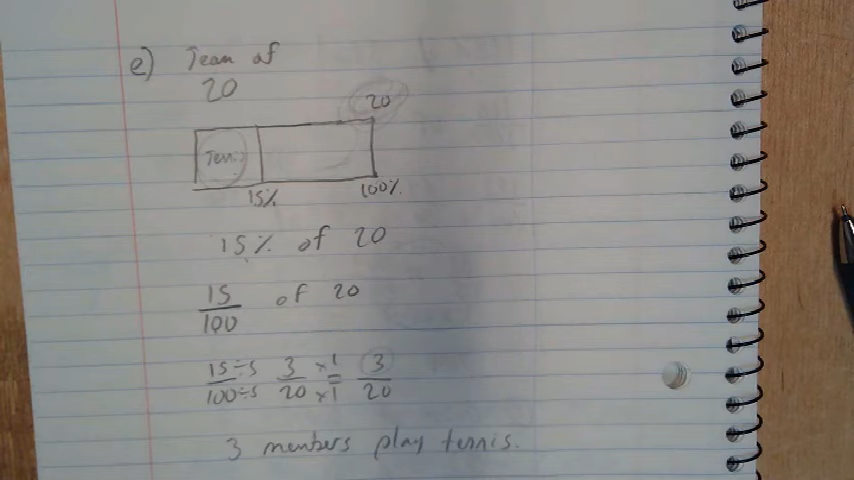 e) Team of
20
20
Tennis
15% 100%
15% of 20
15/100 of 20
15÷5/100÷5 3/20 ×1/×1 = 3/20
3 members play tennis.